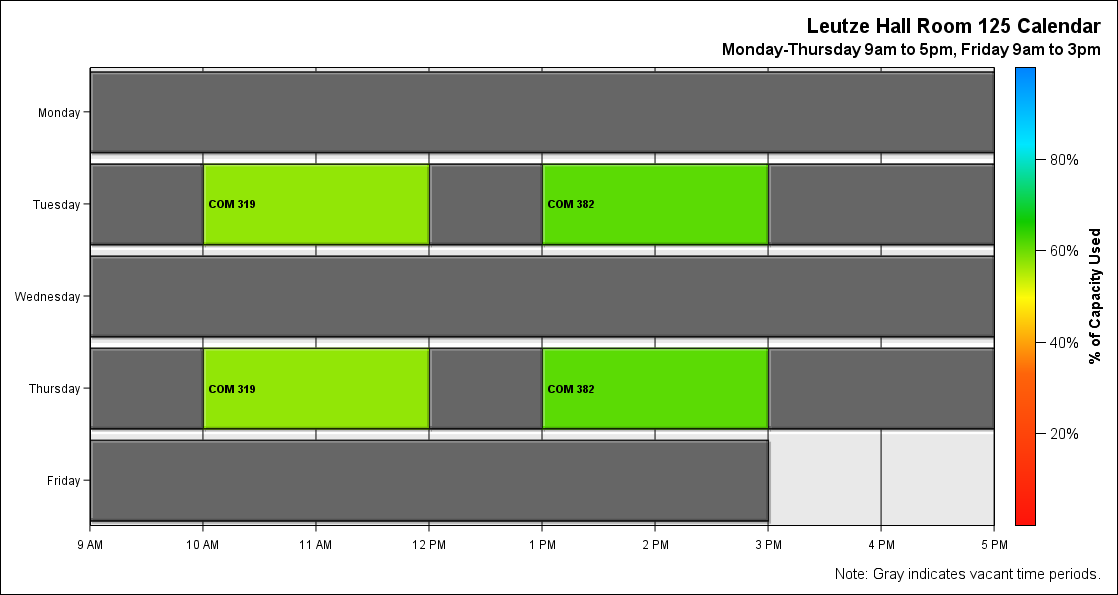 Leutze Hall Room 125 Calendar
Monday-Thursday 9am to 5pm, Friday 9am to 3pm
Monday
Tuesday
COM 319
COM 382
Wednesday
Thursday
COM 319
COM 382
Friday
9 AM
10 AM
11 AM
12 PM
1 PM
2 PM
3 PM
4 PM
5 PM
80%
60%
40%
20%
% of Capacity Used
Note: Gray indicates vacant time periods.